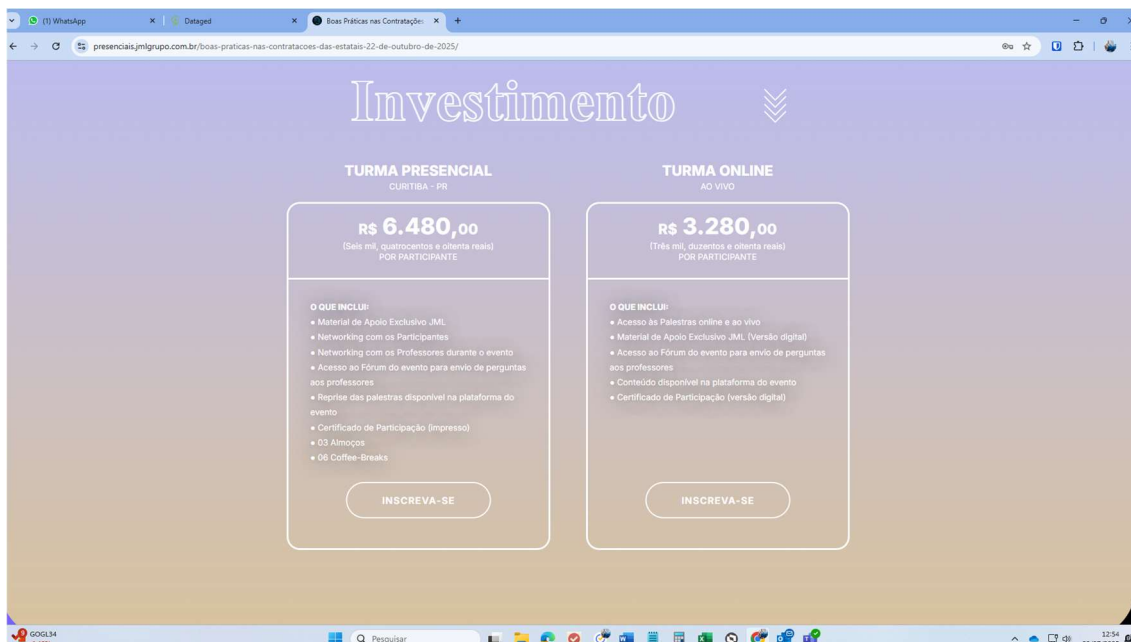 (1) WhatsApp
Dataged
Boas Práticas nas Contrataçõe
presenciais.jmlgrupo.com.br/boas-praticas-nas-contratacoes-das-estatais-22-de-outubro-de-2025/
Investimento
TURMA PRESENCIAL
CURITIBA - PR
R$ 6.480,00
(Seis mil, quatrocentos e oitenta reais)
POR PARTICIPANTE
O QUE INCLUI:
● Material de Apoio Exclusivo JML
● Networking com os Participantes
● Networking com os Professores durante o evento
● Acesso ao Fórum do evento para envio de perguntas
aos professores
● Reprise das palestras disponível na plataforma do
evento
● Certificado de Participação (impresso)
● 03 Almoços
● 06 Coffee-Breaks
INSCREVA-SE
TURMA ONLINE
AO VIVO
R$ 3.280,00
(Três mil, duzentos e oitenta reais)
POR PARTICIPANTE
O QUE INCLUI:
● Acesso às Palestras online e ao vivo
● Material de Apoio Exclusivo JML (Versão digital)
● Acesso ao Fórum do evento para envio de perguntas
aos professores
● Conteúdo disponível na plataforma do evento
● Certificado de Participação (versão digital)
INSCREVA-SE
GOGL34
Pesquisar
12:54